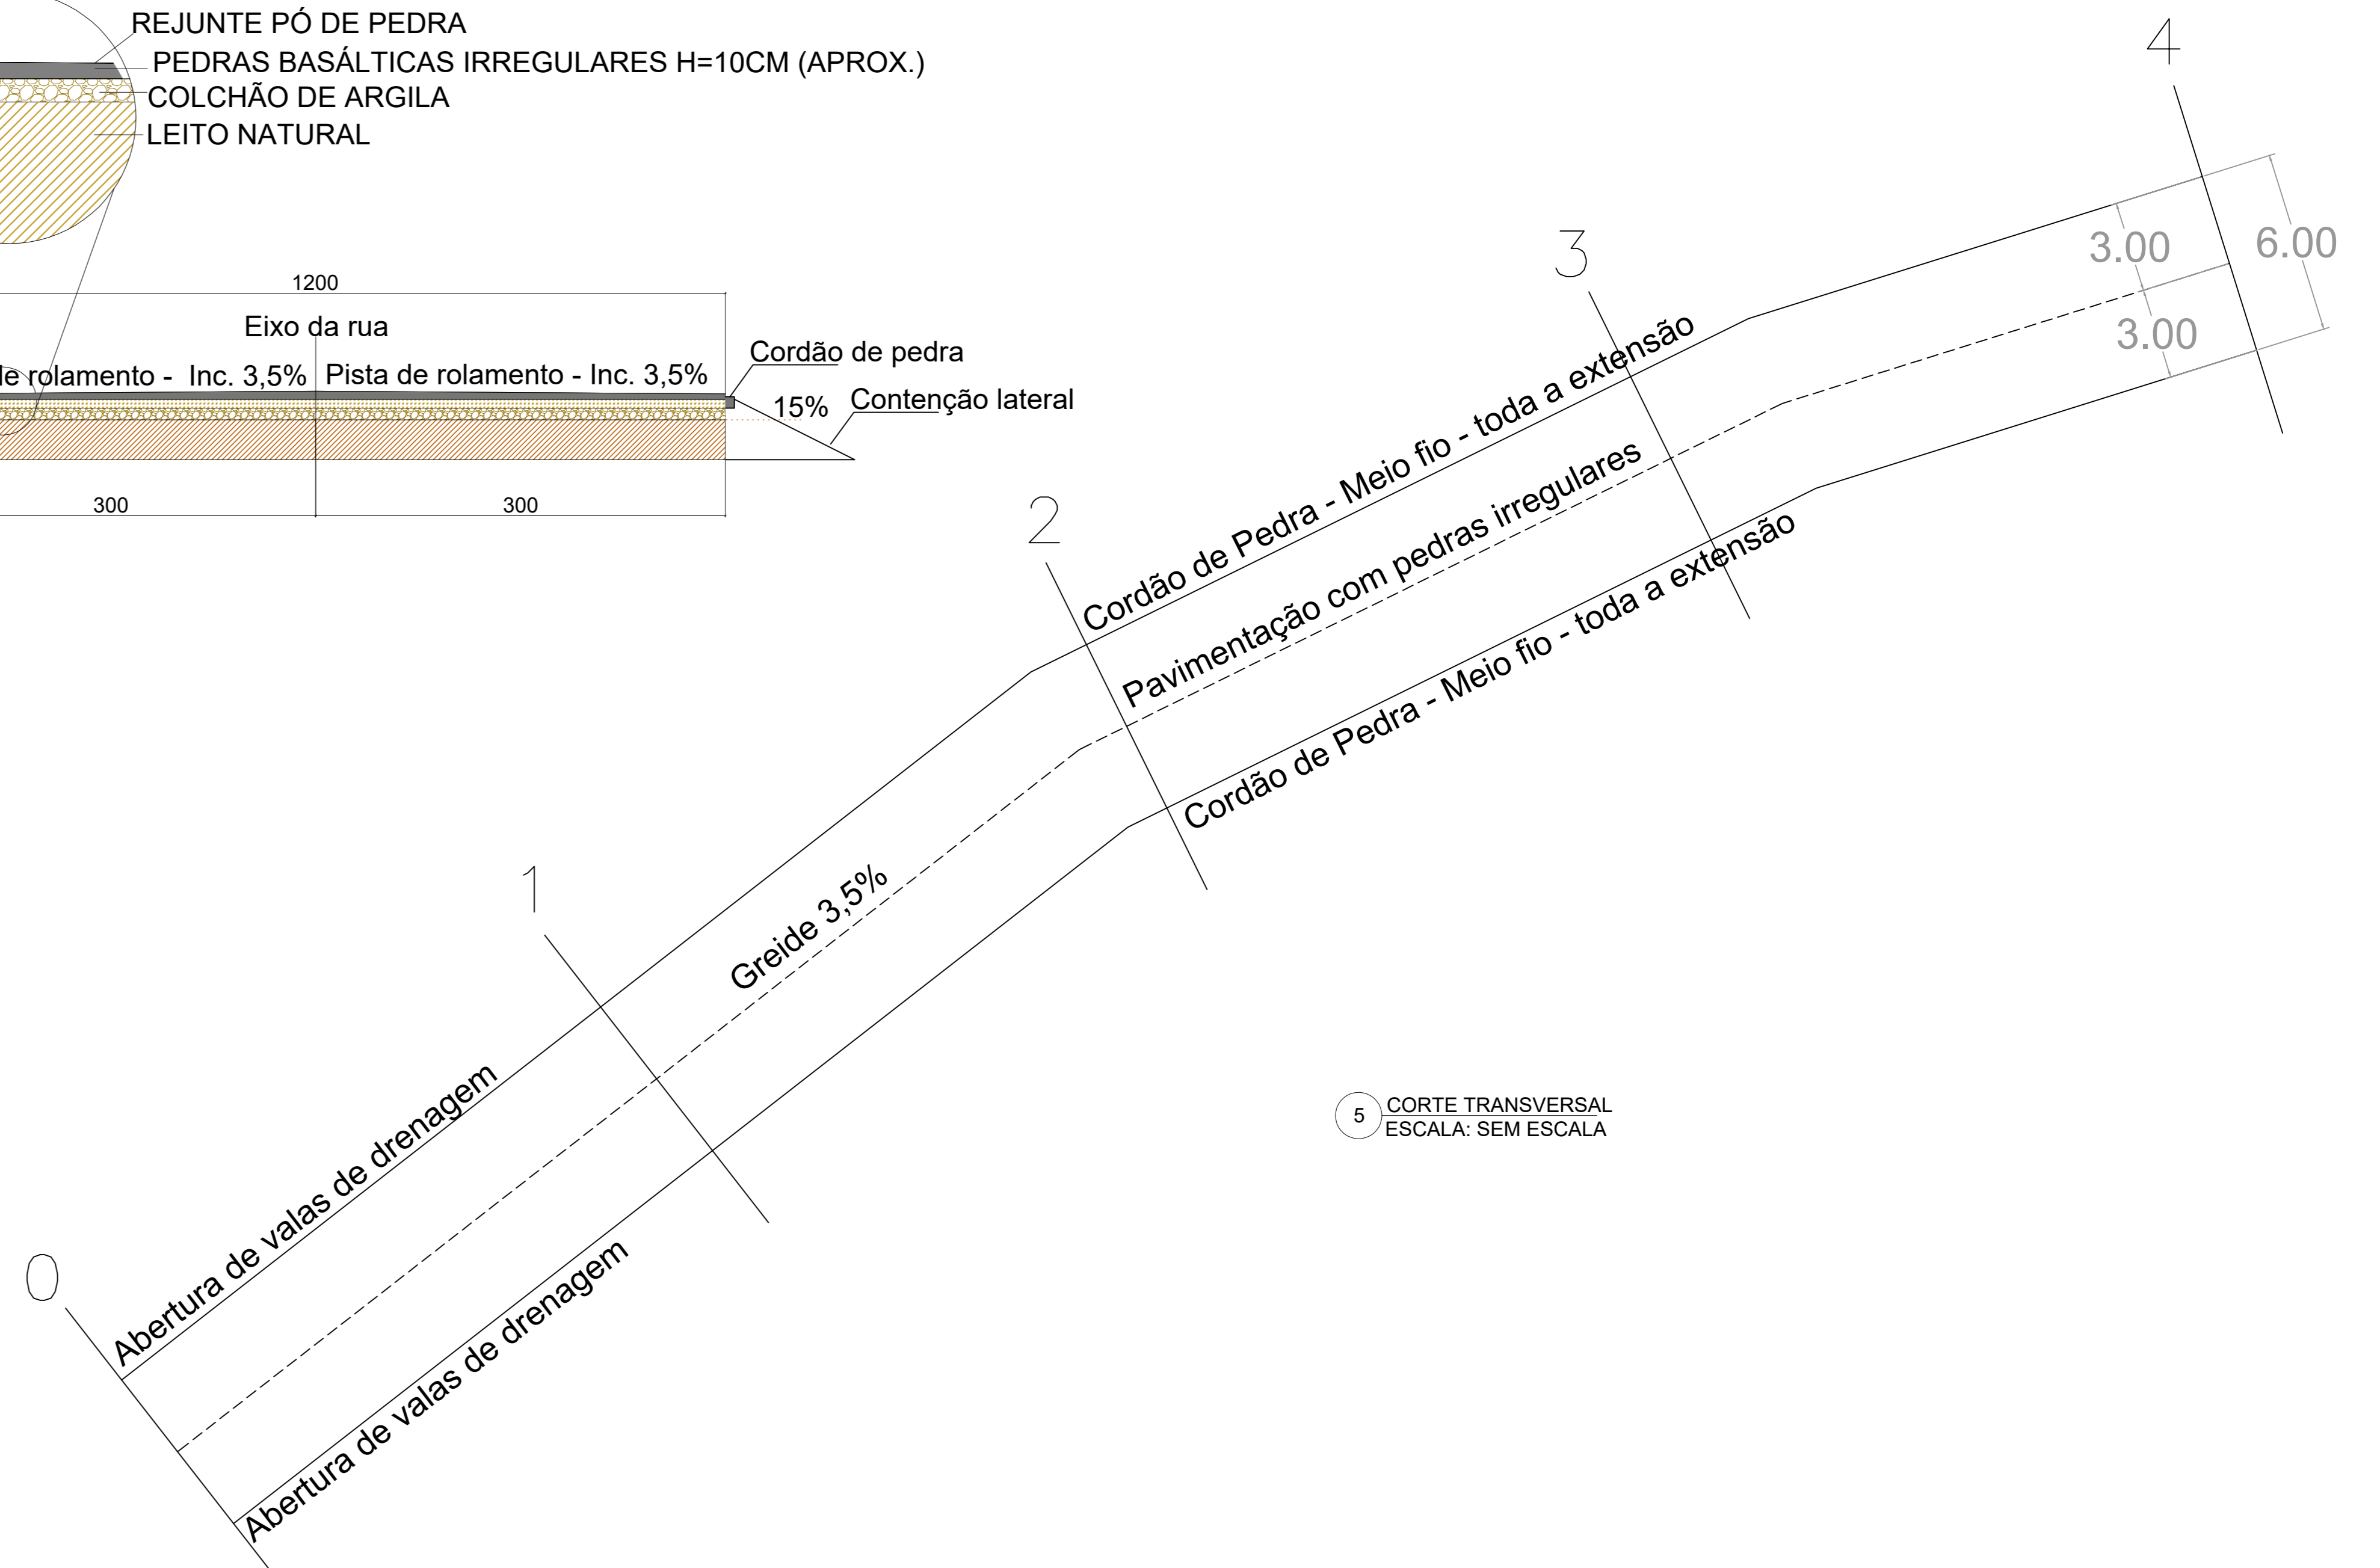 REJUNTE PÓ DE PEDRA
PEDRAS BASÁLTICAS IRREGULARES H=10CM (APROX.)
COLCHÃO DE ARGILA
LEITO NATURAL
1200
Eixo da rua
de rolamento - Inc. 3,5%
Pista de rolamento - Inc. 3,5%
Cordão de pedra
15%
Contenção lateral
300
300
4
3.00
6.00
3.00
3
Cordão de Pedra - Meio fio - toda a extensão
Pavimentação com pedras irregulares
Cordão de Pedra - Meio fio - toda a extensão
2
Greide 3,5%
1
Abertura de valas de drenagem
Abertura de valas de drenagem
0
5
CORTE TRANSVERSAL
ESCALA: SEM ESCALA